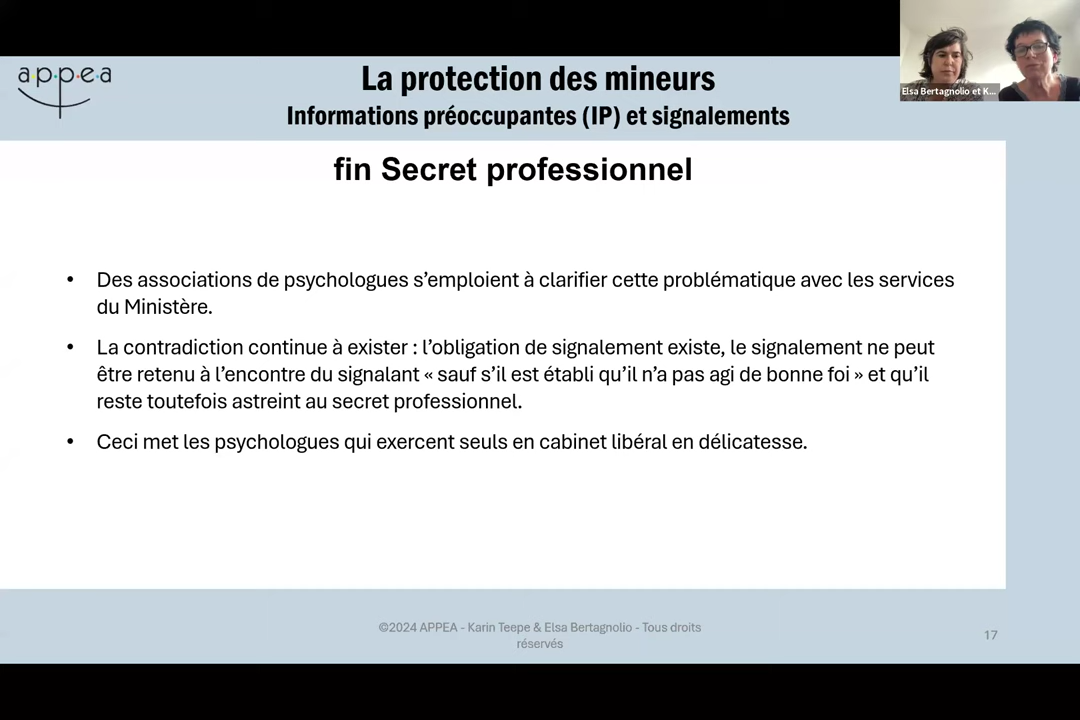 appea
La protection des mineurs
Informations préoccupantes (IP) et signalements
Elsa Bertagnolio et K...
fin Secret professionnel
• Des associations de psychologues s’emploient à clarifier cette problématique avec les services
du Ministère.
• La contradiction continue à exister : l’obligation de signalement existe, le signalement ne peut
être retenu à l’encontre du signalant « sauf s’il est établi qu’il n’a pas agi de bonne foi » et qu’il
reste toutefois astreint au secret professionnel.
• Ceci met les psychologues qui exercent seuls en cabinet libéral en délicatesse.
©2024 APPEA - Karin Teepe & Elsa Bertagnolio - Tous droits
réservés
17